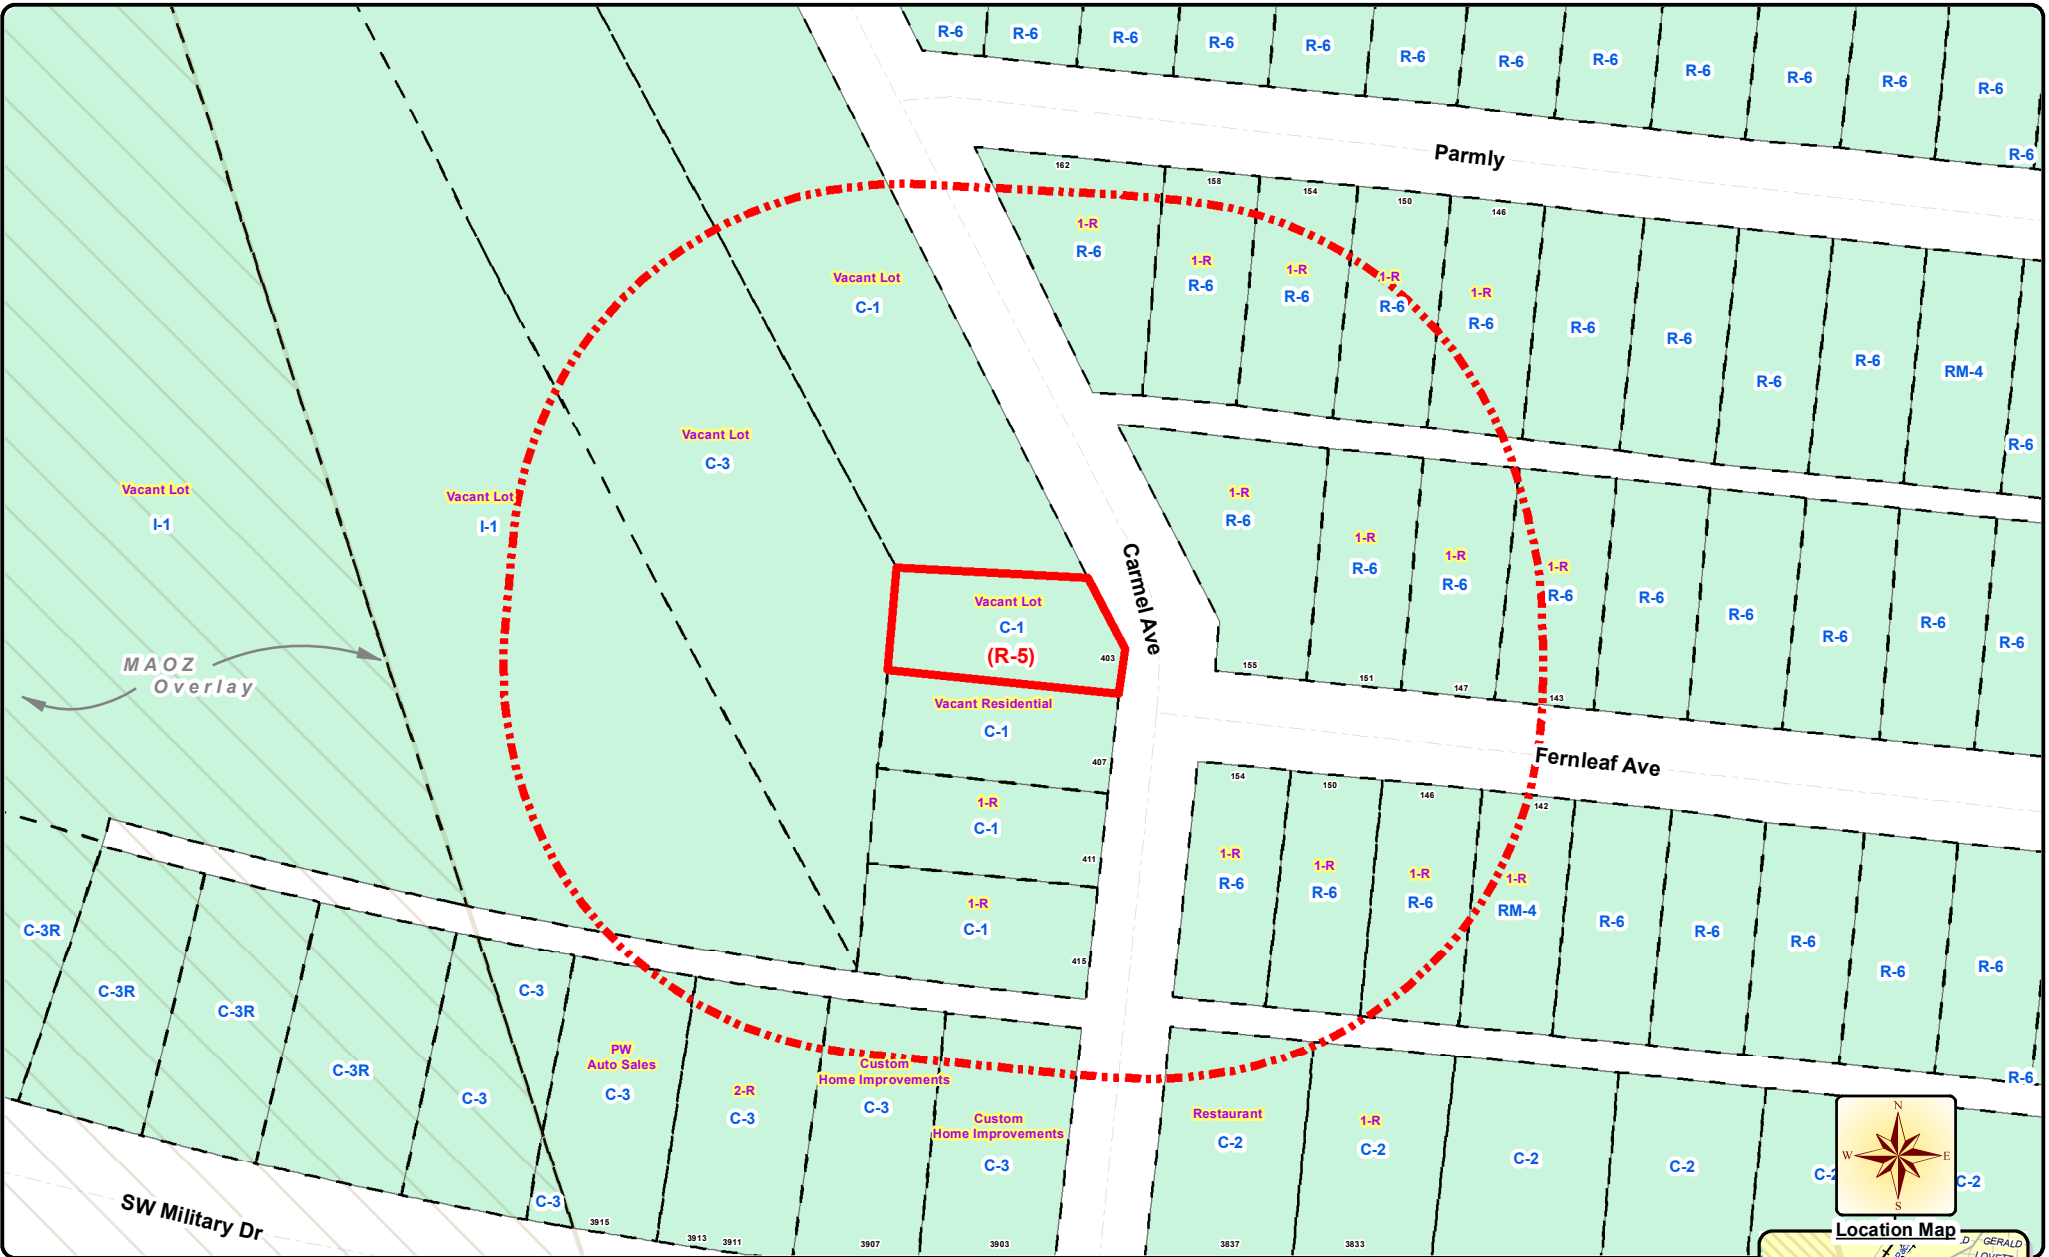 R-6
R-6
R-6
R-6
R-6
R-6
R-6
R-6
R-6
R-6
R-6
R-6
R-6
Parmly
162
158
154
150
146
1-R
R-6
1-R
R-6
1-R
R-6
1-R
R-6
1-R
R-6
R-6
R-6
R-6
R-6
RM-4
R-6
Vacant Lot
C-1
Vacant Lot
C-3
Vacant Lot
I-1
Vacant Lot
I-1
1-R
R-6
1-R
R-6
1-R
R-6
1-R
R-6
R-6
R-6
R-6
R-6
R-6
Carmel Ave
Vacant Lot
C-1
(R-5)
403
155
151
147
143
MAOZ
Overlay
Vacant Residential
C-1
407
Fernleaf Ave
154
150
146
142
1-R
C-1
411
1-R
R-6
1-R
R-6
1-R
R-6
1-R
RM-4
R-6
R-6
R-6
R-6
R-6
R-6
1-R
C-1
415
C-3R
C-3R
C-3R
C-3R
C-3
C-3
C-3
PW
Auto Sales
C-3
2-R
C-3
Custom
Home Improvements
C-3
Custom
Home Improvements
C-3
Restaurant
C-2
1-R
C-2
C-2
C-2
C-2
C-2
N
W
E
S
SW Military Dr
3915
3913
3911
3907
3903
3837
3833
Location Map
GERALD